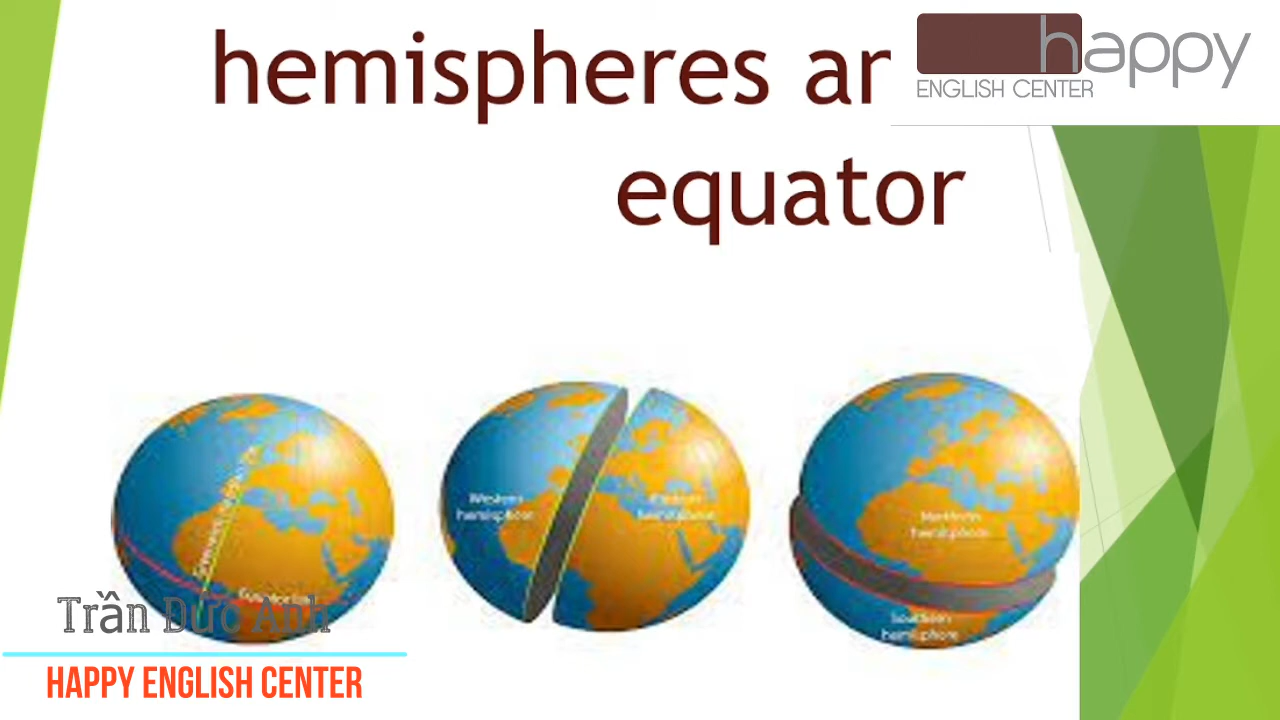 hemispheres ar
happy
ENGLISH CENTER
equator
Western
hemisphere
Eastern
hemisphere
Northern
hemisphere
Southern
hemisphere
Trần Đức Anh
HAPPY ENGLISH CENTER